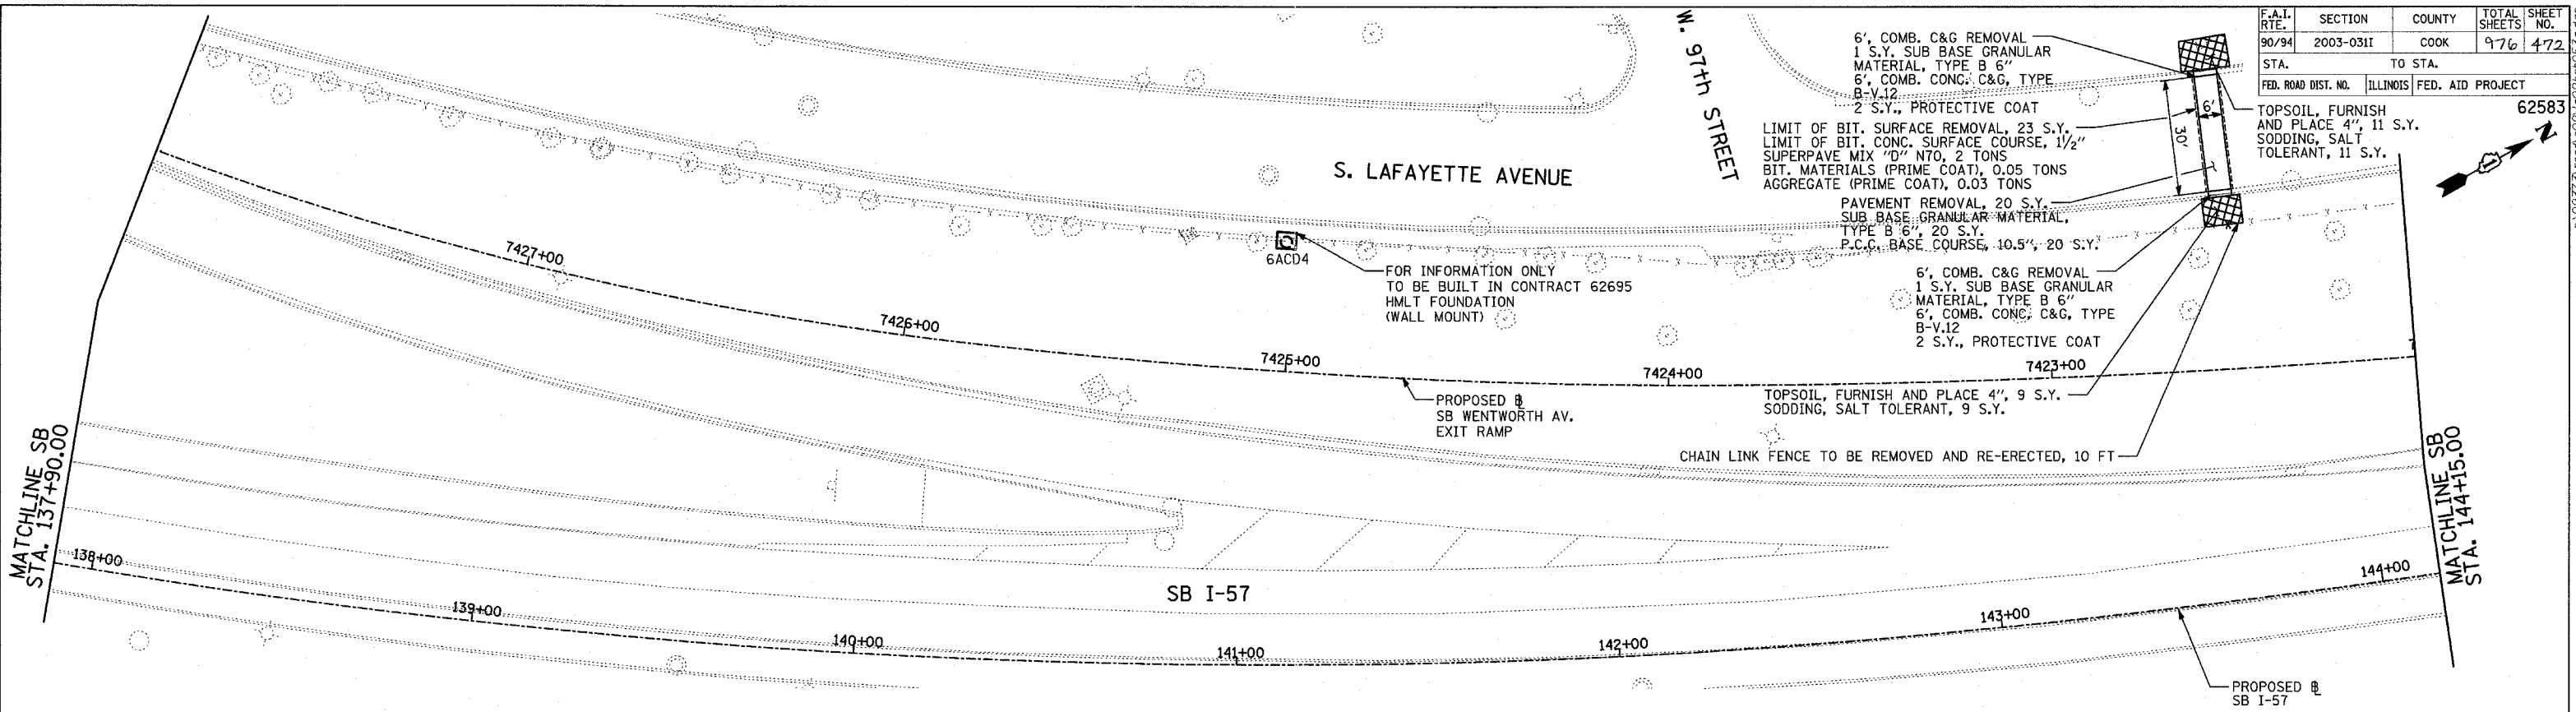 F.A.I. RTE. SECTION COUNTY TOTAL SHEETS SHEET NO.
90/94 2003-031I COOK 976 472
STA. TO STA.
FED. ROAD DIST. NO. ILLINOIS FED. AID PROJECT
62583
W. 97th STREET
S. LAFAYETTE AVENUE
6', COMB. C&G REMOVAL
1 S.Y. SUB BASE GRANULAR
MATERIAL, TYPE B 6"
6', COMB. CONC. C&G, TYPE
B-V.12
2 S.Y., PROTECTIVE COAT
LIMIT OF BIT. SURFACE REMOVAL, 23 S.Y.
LIMIT OF BIT. CONC. SURFACE COURSE, 1½"
SUPERPAVE MIX "D" N70, 2 TONS
BIT. MATERIALS (PRIME COAT), 0.05 TONS
AGGREGATE (PRIME COAT), 0.03 TONS
PAVEMENT REMOVAL, 20 S.Y.
SUB BASE GRANULAR MATERIAL,
TYPE B 6", 20 S.Y.
P.C.C. BASE COURSE, 10.5", 20 S.Y.
6', COMB. C&G REMOVAL
1 S.Y. SUB BASE GRANULAR
MATERIAL, TYPE B 6"
6', COMB. CONC. C&G, TYPE
B-V.12
2 S.Y., PROTECTIVE COAT
TOPSOIL, FURNISH AND PLACE 4", 9 S.Y.
SODDING, SALT TOLERANT, 9 S.Y.
CHAIN LINK FENCE TO BE REMOVED AND RE-ERECTED, 10 FT
6'
30'
TOPSOIL, FURNISH
AND PLACE 4", 11 S.Y.
SODDING, SALT
TOLERANT, 11 S.Y.
6ACD4
FOR INFORMATION ONLY
TO BE BUILT IN CONTRACT 62695
HMLT FOUNDATION
(WALL MOUNT)
7427+00
7426+00
7425+00
7424+00
7423+00
PROPOSED ℄
SB WENTWORTH AV.
EXIT RAMP
MATCHLINE SB
STA. 137+90.00
MATCHLINE SB
STA. 144+15.00
SB I-57
138+00
139+00
140+00
141+00
142+00
143+00
144+00
PROPOSED ℄
SB I-57